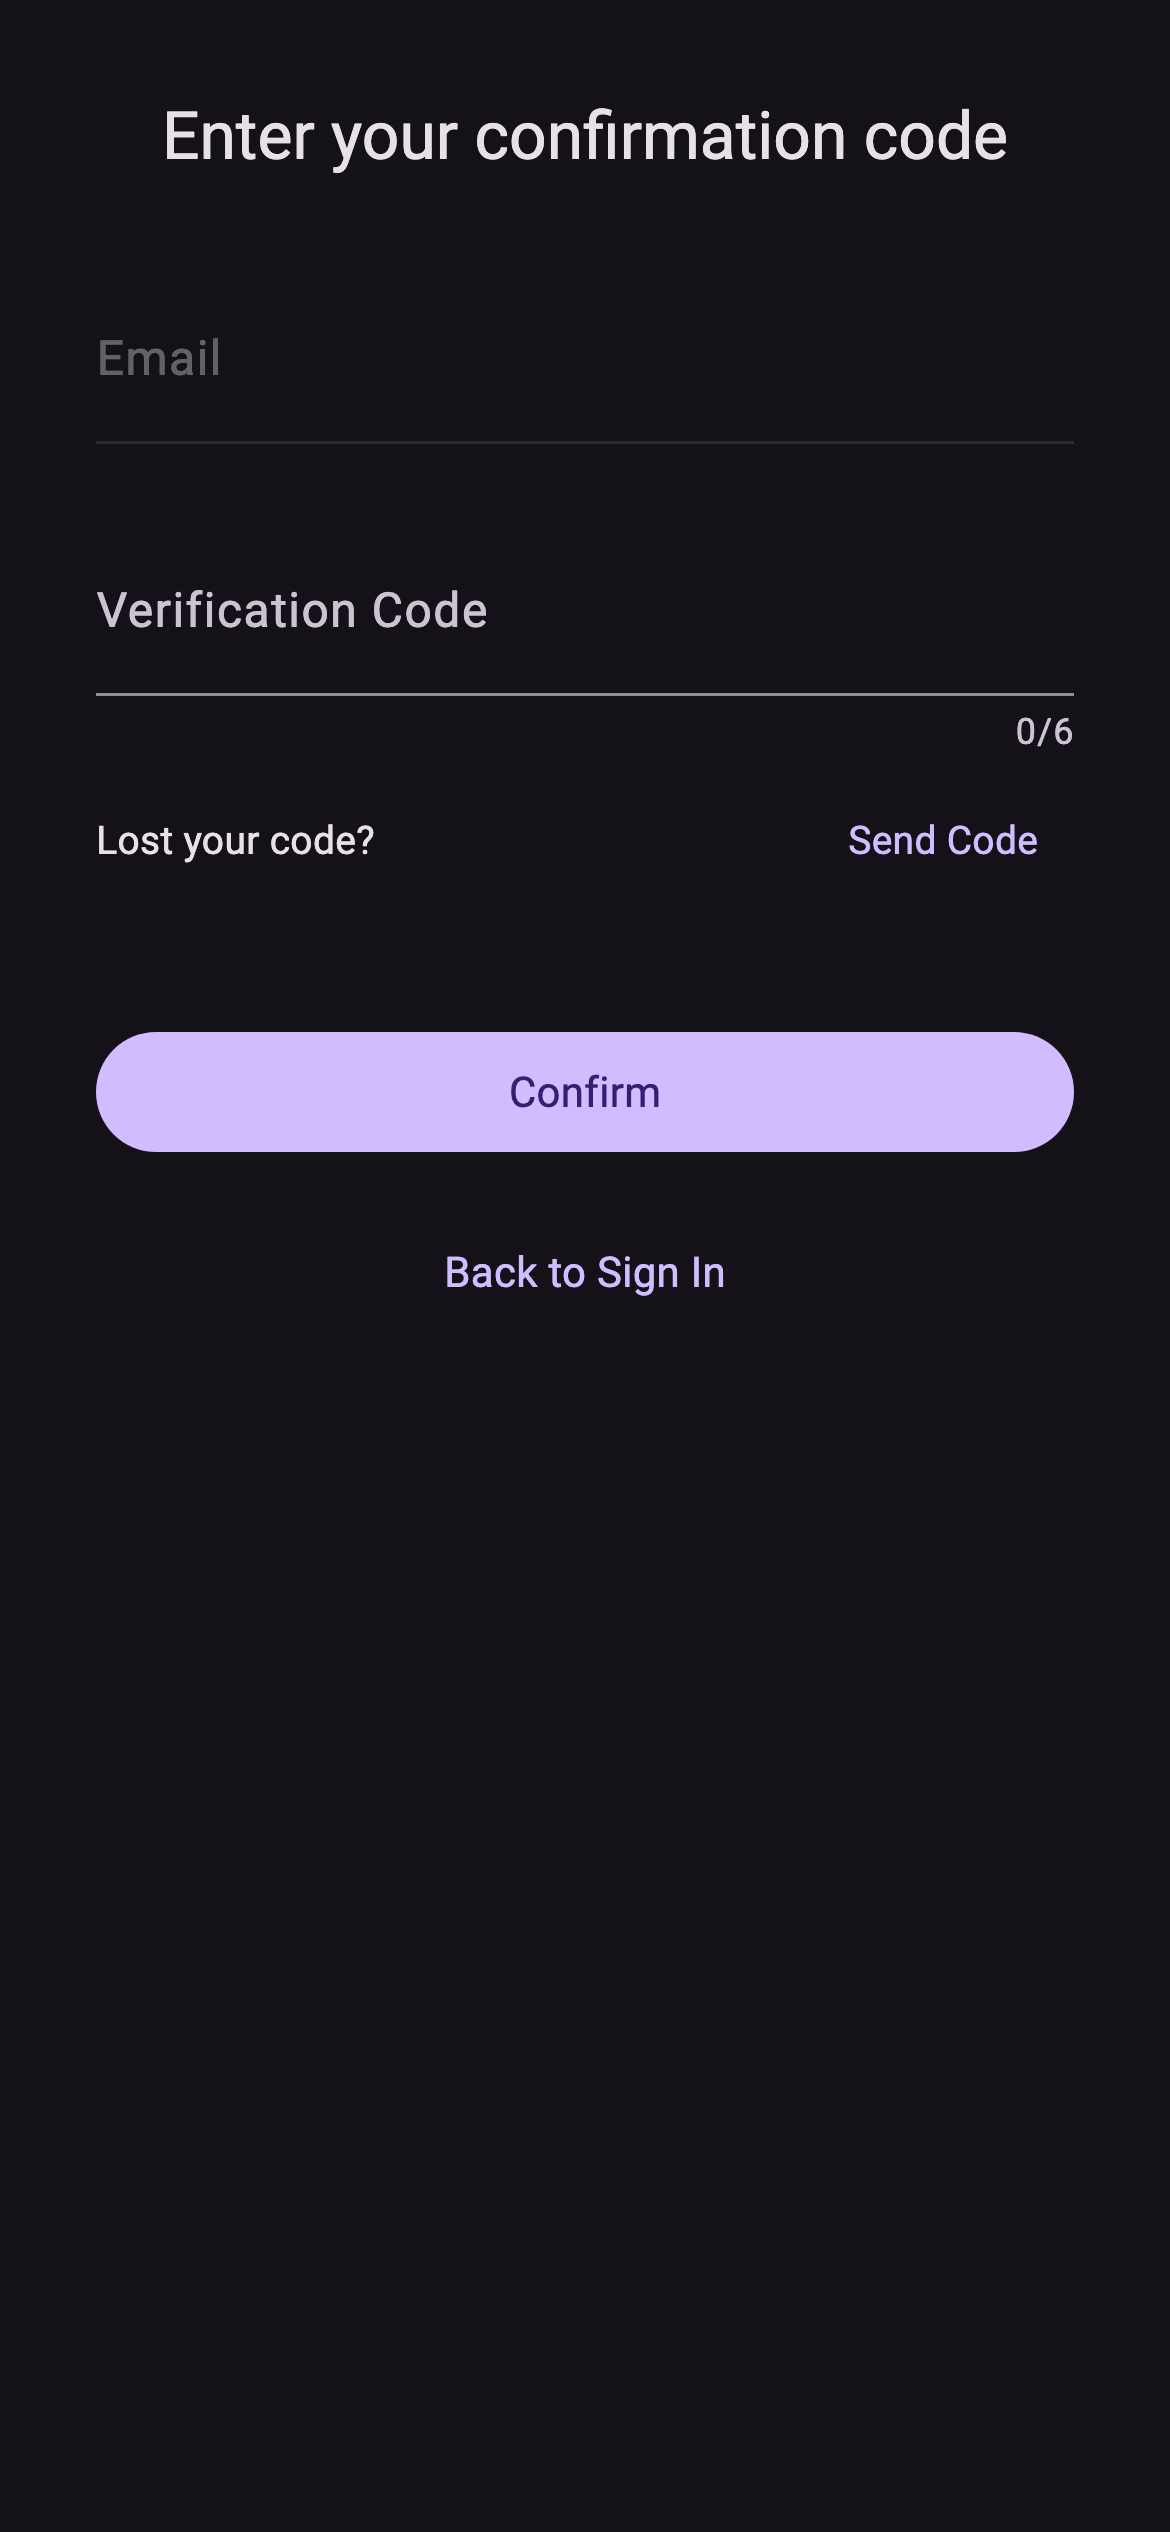 Enter your confirmation code
Email
Verification Code
0/6
Lost your code? Send Code
Confirm
Back to Sign In